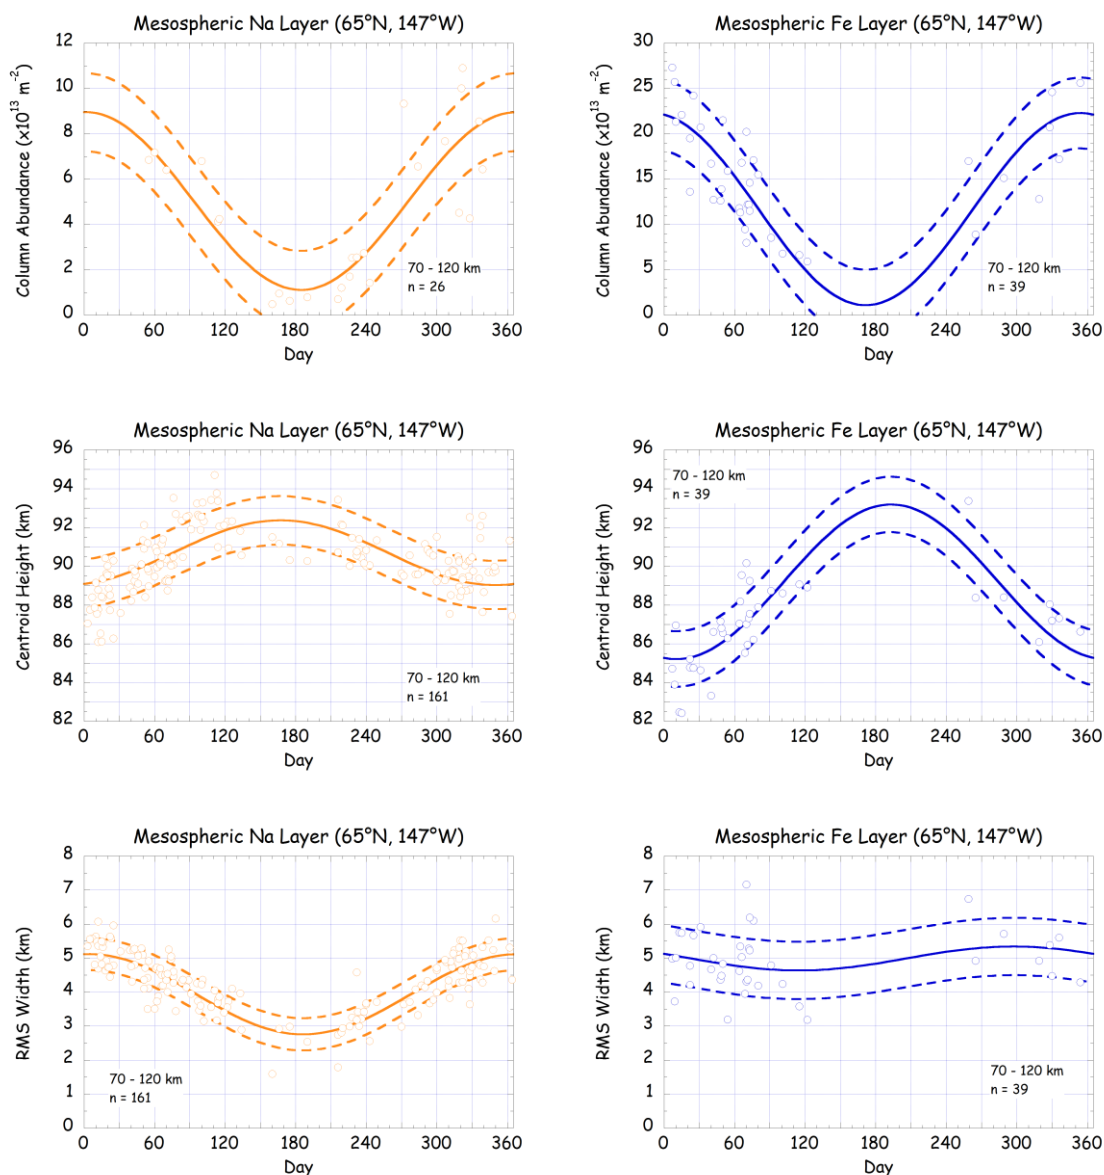 Mesospheric Na Layer (65°N, 147°W)
Column Abundance (x10^13 m^-2)
12
10
8
6
4
2
0
70 - 120 km
n = 26
0 60 120 180 240 300 360
Day
Mesospheric Fe Layer (65°N, 147°W)
Column Abundance (x10^13 m^-2)
30
25
20
15
10
5
0
70 - 120 km
n = 39
0 60 120 180 240 300 360
Day
Mesospheric Na Layer (65°N, 147°W)
Centroid Height (km)
96
94
92
90
88
86
84
82
70 - 120 km
n = 161
0 60 120 180 240 300 360
Day
Mesospheric Fe Layer (65°N, 147°W)
Centroid Height (km)
96
94
92
90
88
86
84
82
70 - 120 km
n = 39
0 60 120 180 240 300 360
Day
Mesospheric Na Layer (65°N, 147°W)
RMS Width (km)
8
7
6
5
4
3
2
1
0
70 - 120 km
n = 161
0 60 120 180 240 300 360
Day
Mesospheric Fe Layer (65°N, 147°W)
RMS Width (km)
8
7
6
5
4
3
2
1
0
70 - 120 km
n = 39
0 60 120 180 240 300 360
Day